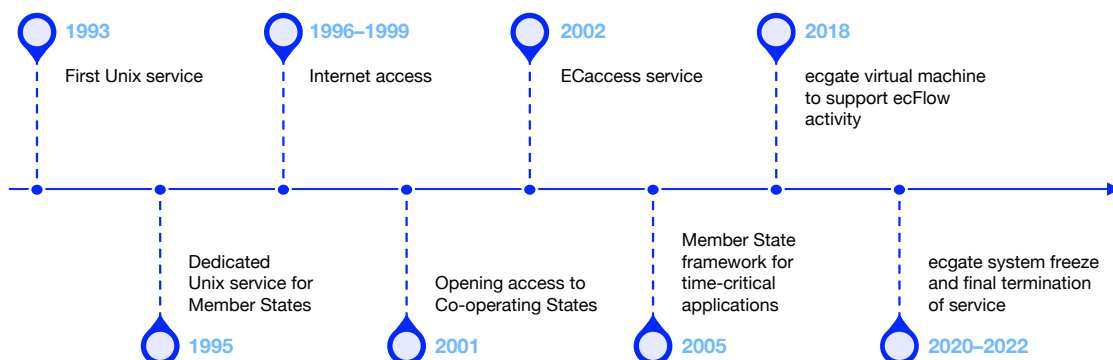 1993
First Unix service
1996–1999
Internet access
2002
ECaccess service
2018
ecgate virtual machine
to support ecFlow
activity
Dedicated
Unix service for
Member States
1995
Opening access to
Co-operating States
2001
Member State
framework for
time-critical
applications
2005
ecgate system freeze
and final termination
of service
2020–2022